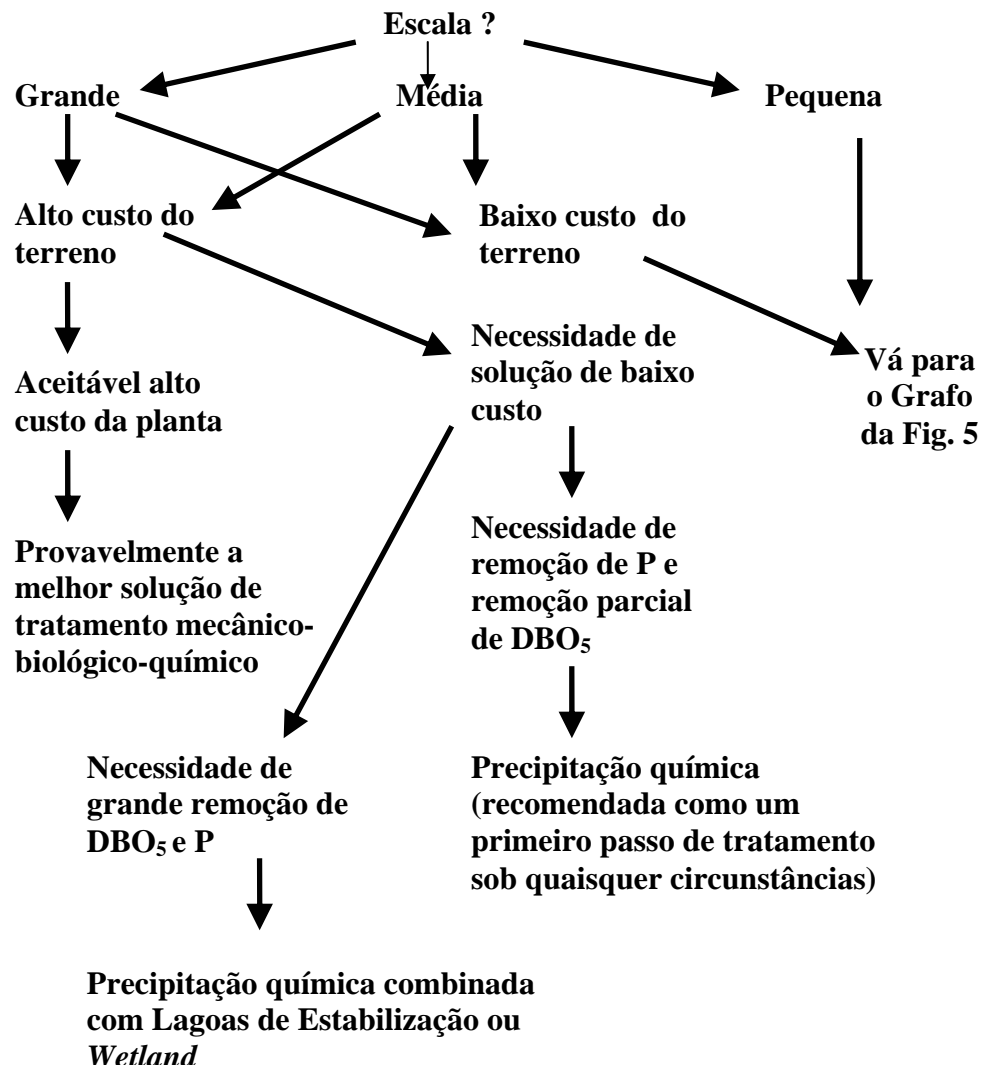 Escala ?
Grande
Média
Pequena
Alto custo do
terreno
Baixo custo do
terreno
Necessidade de
solução de baixo
custo
Vá para
o Grafo
da Fig. 5
Aceitável alto
custo da planta
Necessidade de
remoção de P e
remoção parcial
de DBO₅
Provavelmente a
melhor solução de
tratamento mecânico-
biológico-químico
Necessidade de
grande remoção de
DBO₅ e P
Precipitação química
(recomendada como um
primeiro passo de tratamento
sob quaisquer circunstâncias)
Precipitação química combinada
com Lagoas de Estabilização ou
Wetland